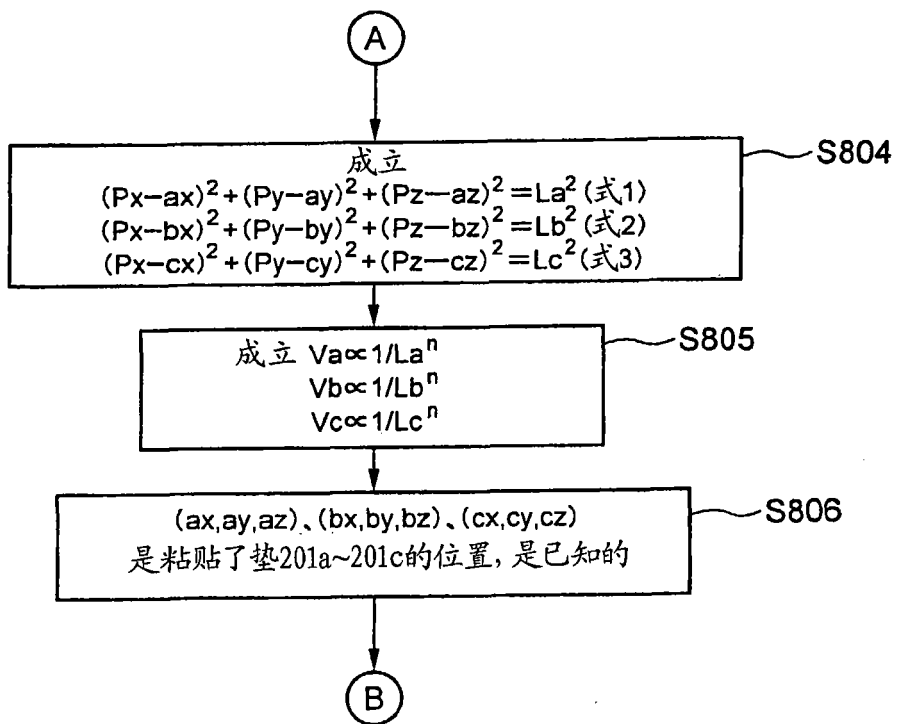 A
成立
(Px-ax)²+(Py-ay)²+(Pz-az)²=La²(式1)
(Px-bx)²+(Py-by)²+(Pz-bz)²=Lb²(式2)
(Px-cx)²+(Py-cy)²+(Pz-cz)²=Lc²(式3)
S804
成立 Va∝1/Laⁿ
Vb∝1/Lbⁿ
Vc∝1/Lcⁿ
S805
(ax,ay,az)、(bx,by,bz)、(cx,cy,cz)
是粘贴了垫201a~201c的位置, 是已知的
S806
B